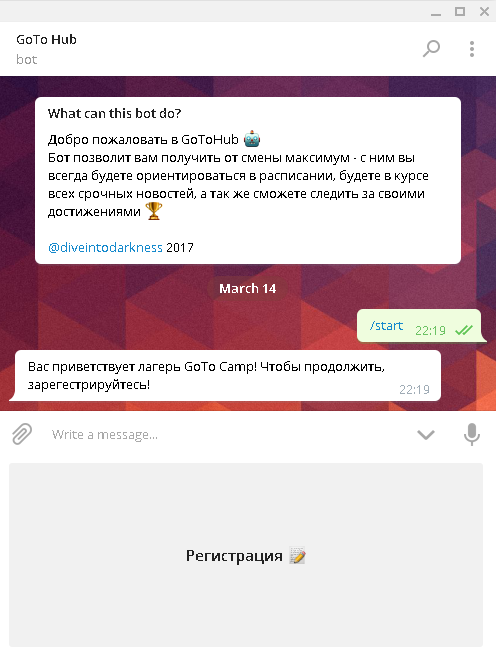 GoTo Hub
bot
What can this bot do?
Добро пожаловать в GoToHub 🤖
Бот позволит вам получить от смены максимум - с ним вы
всегда будете ориентироваться в расписании, будете в курсе
всех срочных новостей, а так же сможете следить за своими
достижениями 🏆
@diveintodarkness 2017
March 14
/start 22:19
Вас приветствует лагерь GoTo Camp! Чтобы продолжить,
зарегестрируйтесь!
22:19
Write a message...
Регистрация 📝